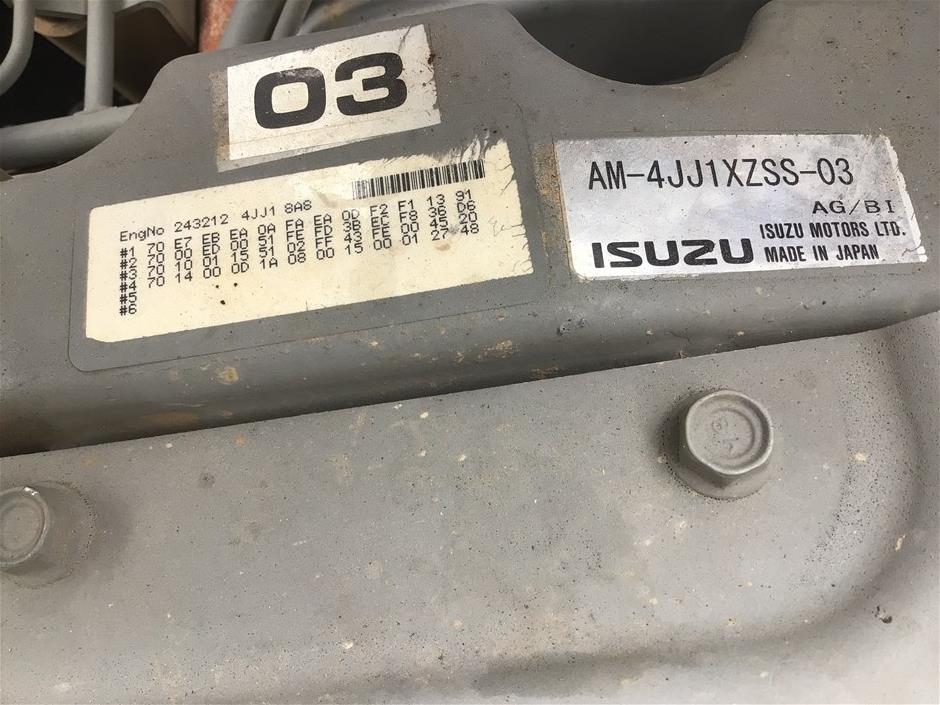 03
EngNo 243212 4JJ1 8A8
#1 70 E7 EB EA 0A FA EA 0D F2 F1 13 91
#2 70 00 ED 00 51 FE FD 3B EC F8 36 06
#3 70 10 01 15 51 02 FF 43 FE 00 45 20
#4 70 14 00 0D 1A 08 00 15 00 01 27 48
#5
#6
AM-4JJ1XZSS-03
AG/BI
ISUZU ISUZU MOTORS LTD.
MADE IN JAPAN